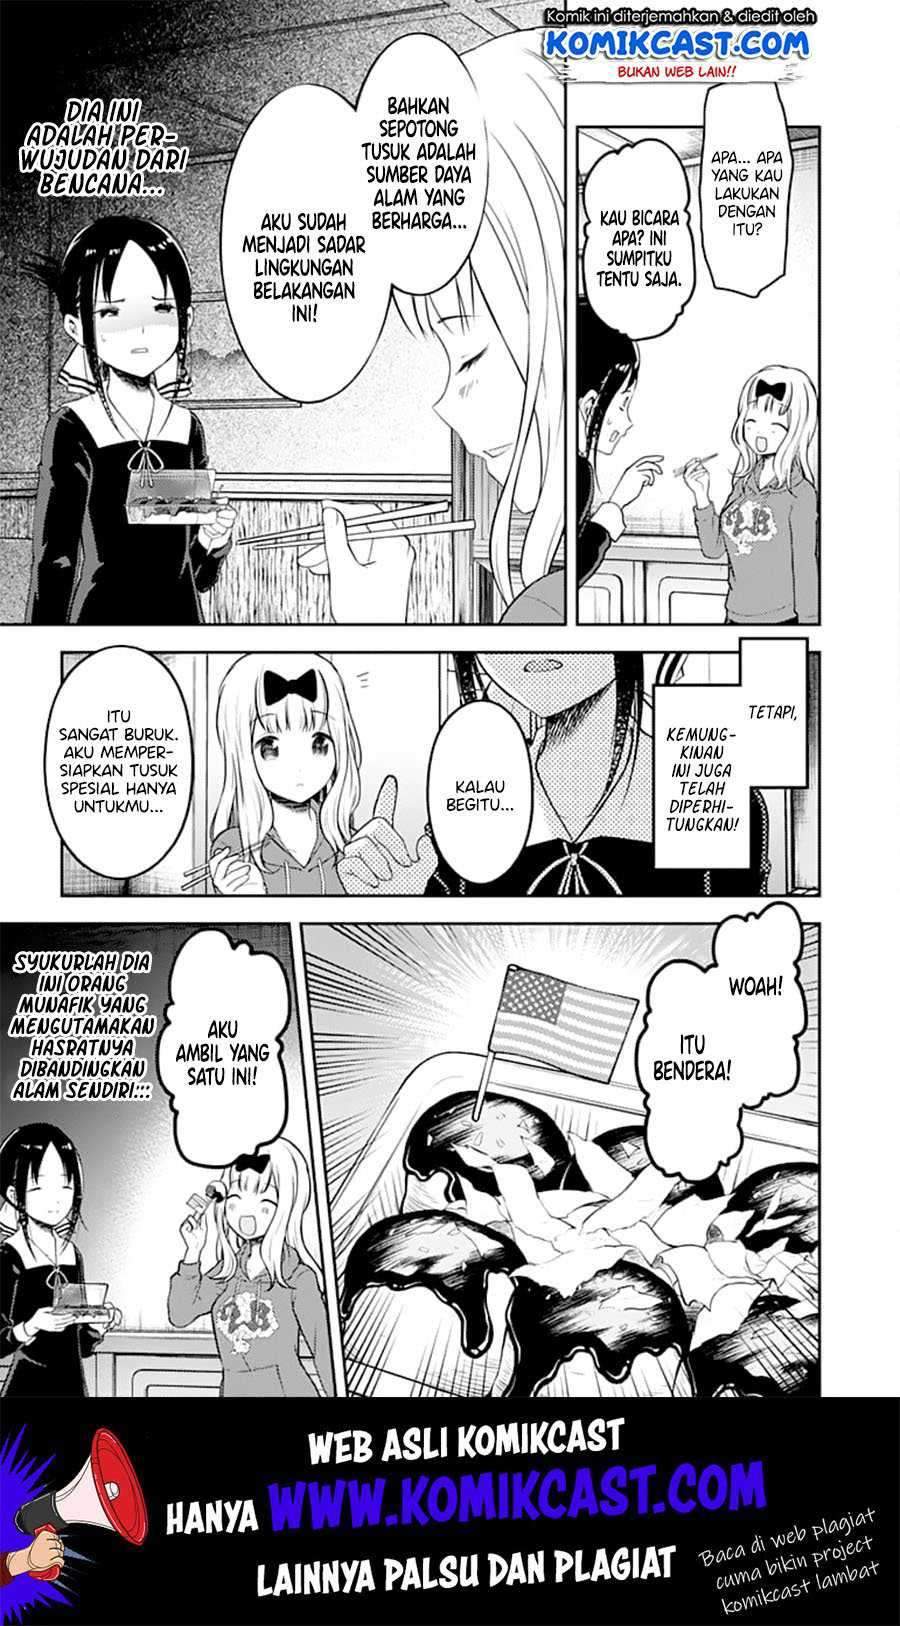 Komik ini diterjemahkan & diedit oleh
KOMIKCAST.COM
BUKAN WEB LAIN!!
APA... APA
YANG KAU
LAKUKAN
DENGAN
ITU?
KAU BICARA
APA? INI
SUMPITKU
TENTU SAJA.
BAHKAN
SEPOTONG
TUSUK ADALAH
SUMBER DAYA
ALAM YANG
BERHARGA...
AKU SUDAH
MENJADI SADAR
LINGKUNGAN
BELAKANGAN
INI!
DIA INI
ADALAH PER-
WUJUDAN DARI
BENCANA...
TETAPI,
KEMUNG-
KINAN
INI JUGA
TELAH
DIPERHI-
TUNGKAN!
KALAU
BEGITU...
ITU
SANGAT BURUK.
AKU MEMPER-
SIAPKAN TUSUK
SPESIAL HANYA
UNTUKMU...
WOAH!
ITU
BENDERA!
AKU
AMBIL YANG
SATU INI!
SYUKURLAH DIA
INI ORANG
MUNAFIK YANG
MENGUTAMAKAN
HASRATNYA
DIBANDINGKAN
ALAM SENDIRI:::
WEB ASLI KOMIKCAST
HANYA WWW.KOMIKCAST.COM
LAINNYA PALSU DAN PLAGIAT
Baca di web plagiat
cuma bikin project
komikcast lambat